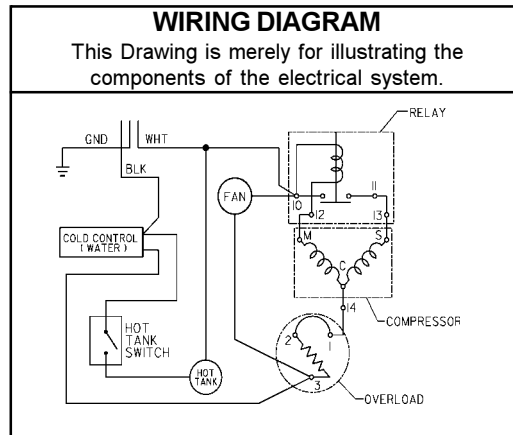 WIRING DIAGRAM
This Drawing is merely for illustrating the
components of the electrical system.
RELAY
GND
WHT
BLK
FAN
10
11
12
13
COLD CONTROL
(WATER)
M
S
C
14
COMPRESSOR
HOT
TANK
SWITCH
HOT
TANK
2
1
3
OVERLOAD